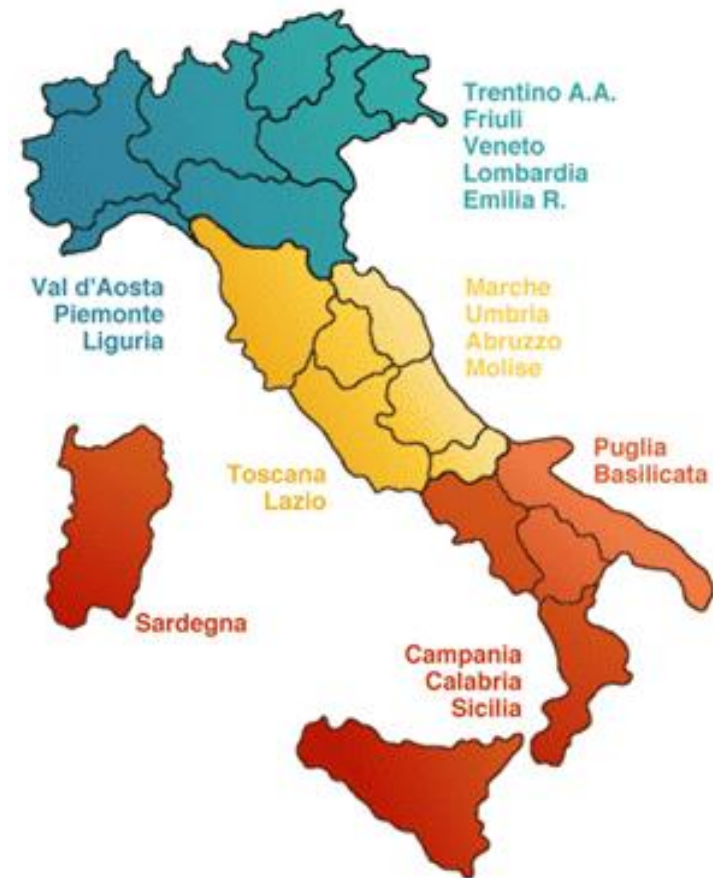 Trentino A.A.
Friuli
Veneto
Lombardia
Emilia R.
Val d'Aosta
Piemonte
Liguria
Marche
Umbria
Abruzzo
Molise
Toscana
Lazio
Puglia
Basilicata
Sardegna
Campania
Calabria
Sicilia